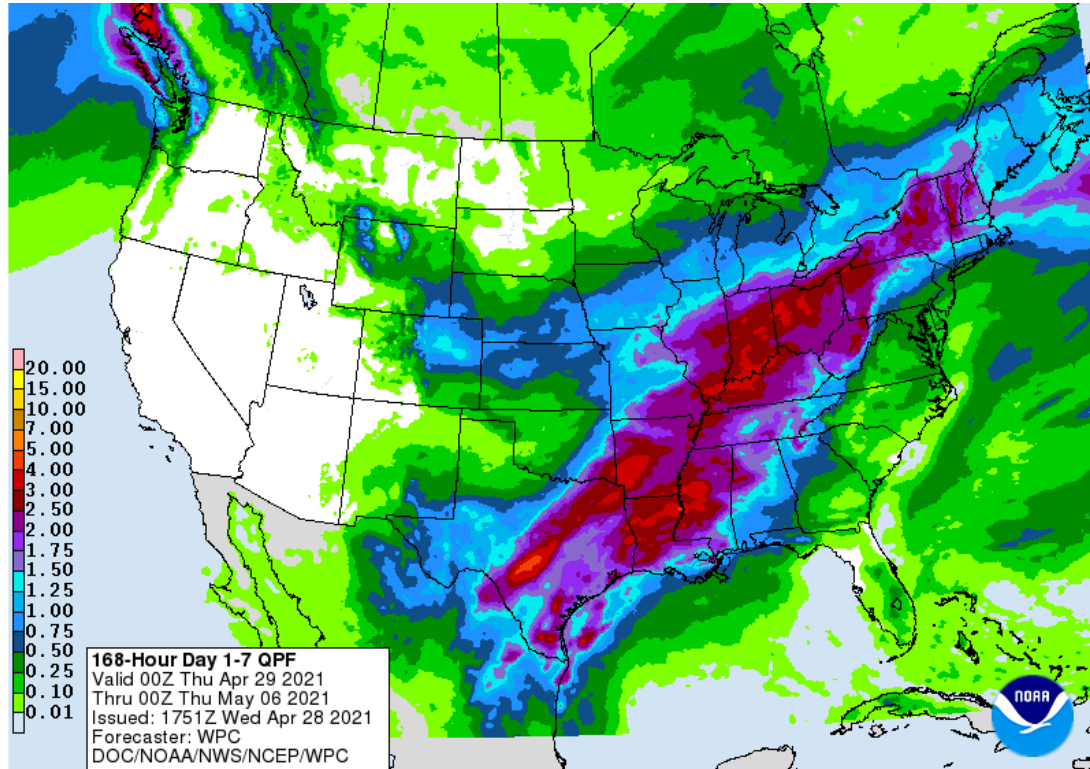 20.00
15.00
10.00
7.00
5.00
4.00
3.00
2.50
2.00
1.75
1.50
1.25
1.00
0.75
0.50
0.25
0.10
0.01
168-Hour Day 1-7 QPF
Valid 00Z Thu Apr 29 2021
Thru 00Z Thu May 06 2021
Issued: 1751Z Wed Apr 28 2021
Forecaster: WPC
DOC/NOAA/NWS/NCEP/WPC
NOAA